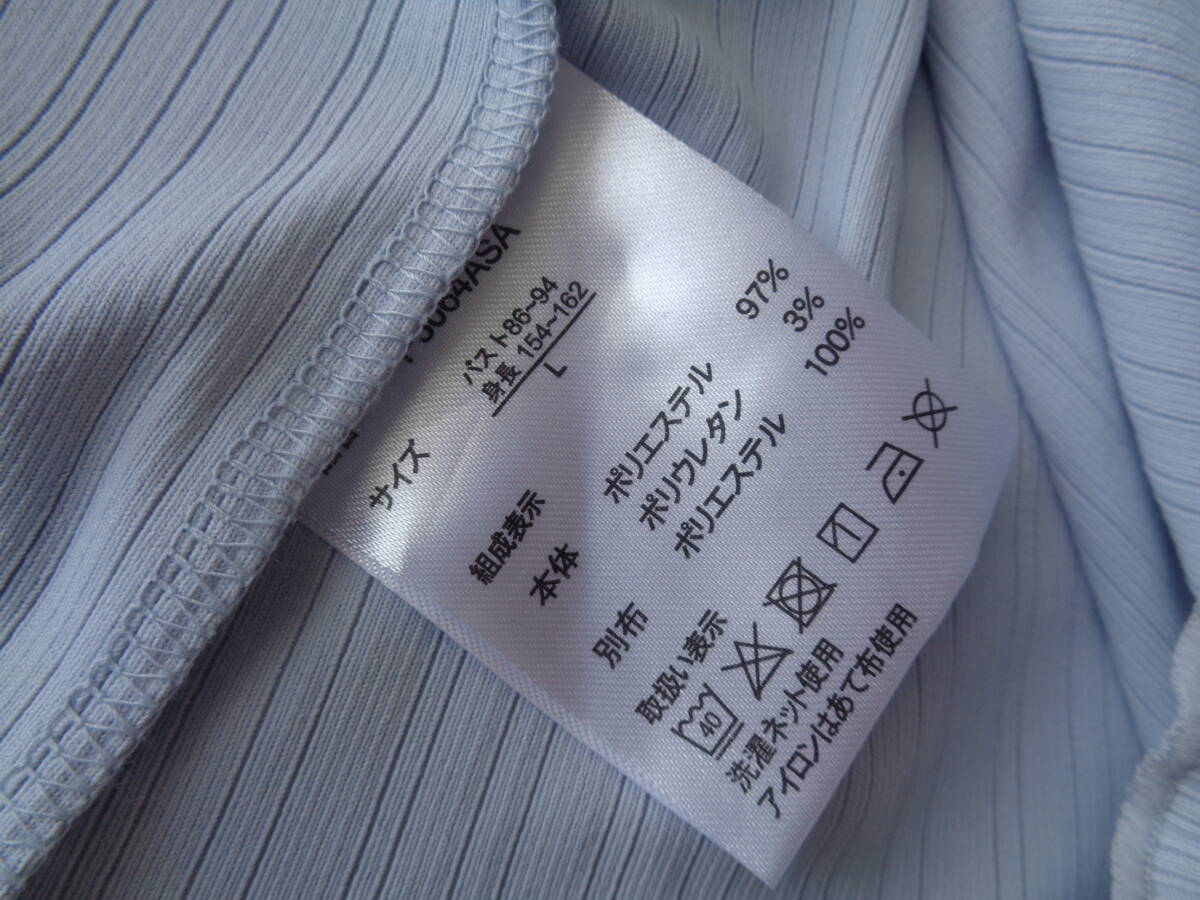 5004ASA
サイズ
バスト86~94
身長 154~162
L
組成表示
本体
ポリエステル 97%
ポリウレタン 3%
別布
ポリエステル 100%
取扱い表示
40 1
洗濯ネット使用
アイロンはあて布使用